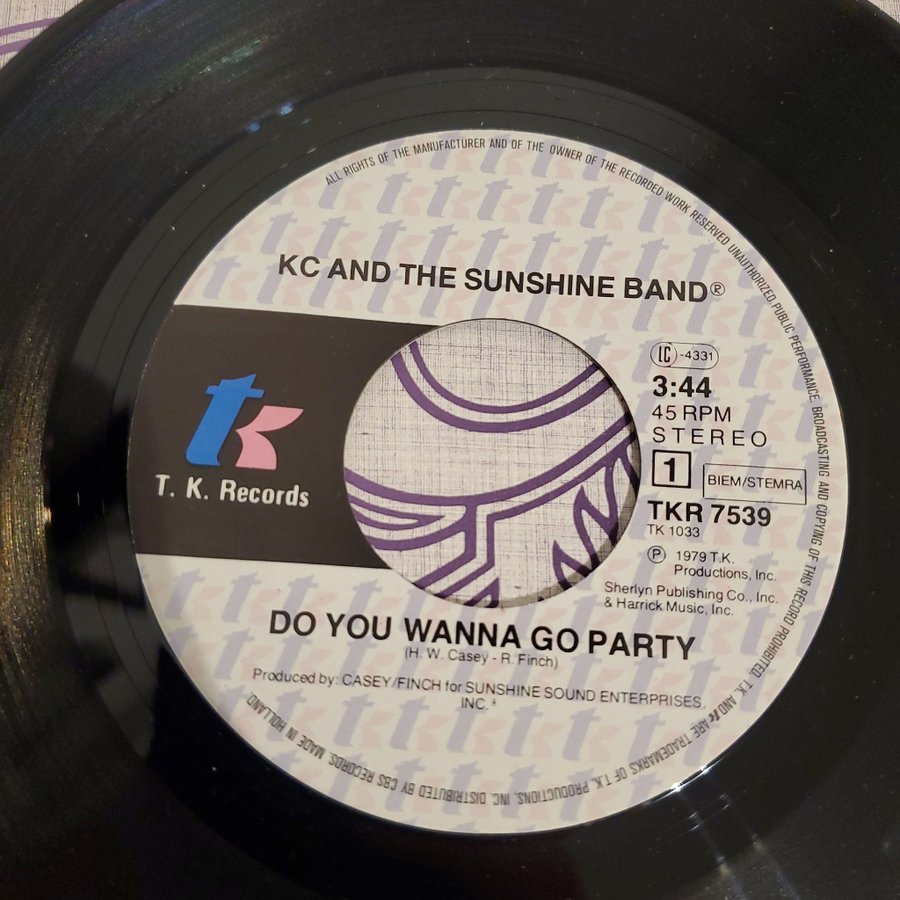 ALL RIGHTS OF THE MANUFACTURER AND OF THE OWNER OF THE RECORDED WORK RESERVED UNAUTHORIZED PUBLIC PERFORMANCE, BROADCASTING AND COPYING OF THIS RECORD PROHIBITED. T.K. AND tk ARE TRADEMARKS OF T.K. PRODUCTIONS, INC. DISTRIBUTED BY CBS RECORDS. MADE IN HOLLAND.
KC AND THE SUNSHINE BAND®
LC -4331
3:44
45 RPM
STEREO
1 BIEM/STEMRA
TKR 7539
TK 1033
℗ 1979 T.K.
Productions, Inc.
Sherlyn Publishing Co., Inc.
& Harrick Music, Inc.
tk
T. K. Records
DO YOU WANNA GO PARTY
(H. W. Casey - R. Finch)
Produced by: CASEY/FINCH for SUNSHINE SOUND ENTERPRISES,
INC.